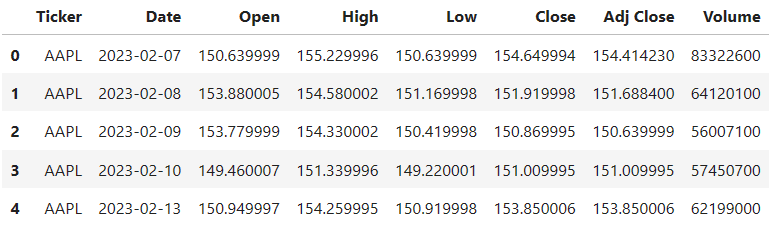 Ticker Date Open High Low Close Adj Close Volume
0 AAPL 2023-02-07 150.639999 155.229996 150.639999 154.649994 154.414230 83322600
1 AAPL 2023-02-08 153.880005 154.580002 151.169998 151.919998 151.688400 64120100
2 AAPL 2023-02-09 153.779999 154.330002 150.419998 150.869995 150.639999 56007100
3 AAPL 2023-02-10 149.460007 151.339996 149.220001 151.009995 151.009995 57450700
4 AAPL 2023-02-13 150.949997 154.259995 150.919998 153.850006 153.850006 62199000